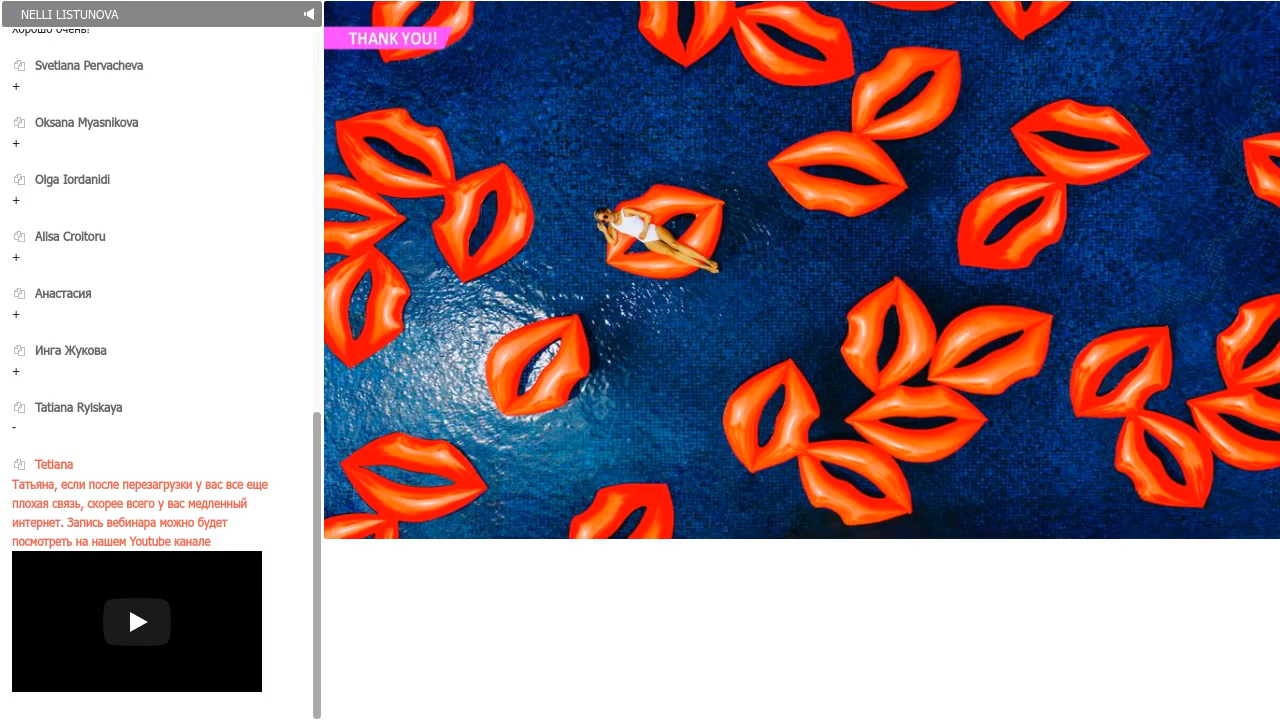 NELLI LISTUNOVA
Хорошо очень!
Svetlana Pervacheva
+
Oksana Myasnikova
+
Olga Iordanidi
+
Alisa Croitoru
+
Анастасия
+
Инга Жукова
+
Tatiana Rylskaya
-
Tetiana
Татьяна, если после перезагрузки у вас все еще
плохая связь, скорее всего у вас медленный
интернет. Запись вебинара можно будет
посмотреть на нашем Youtube канале
THANK YOU!